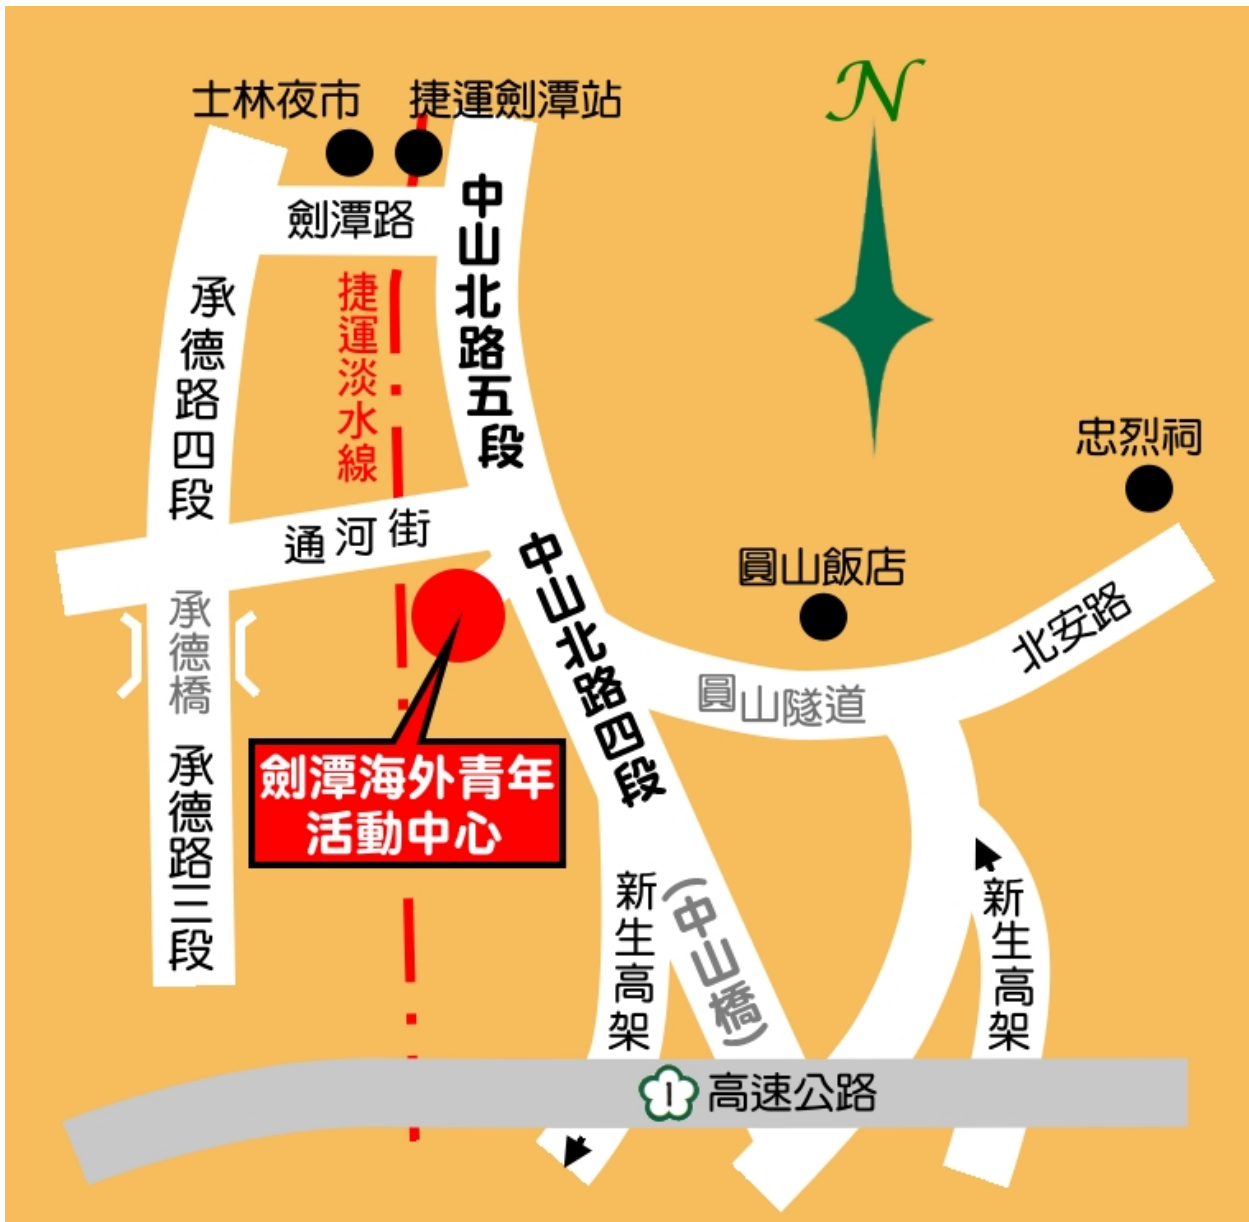 N
士林夜市
捷運劍潭站
劍潭路
中山北路五段
承德路四段
捷運淡水線
忠烈祠
通河街
中山北路四段
圓山飯店
北安路
承德橋
圓山隧道
承德路三段
劍潭海外青年
活動中心
新生高架
(中山橋)
新生高架
1 高速公路